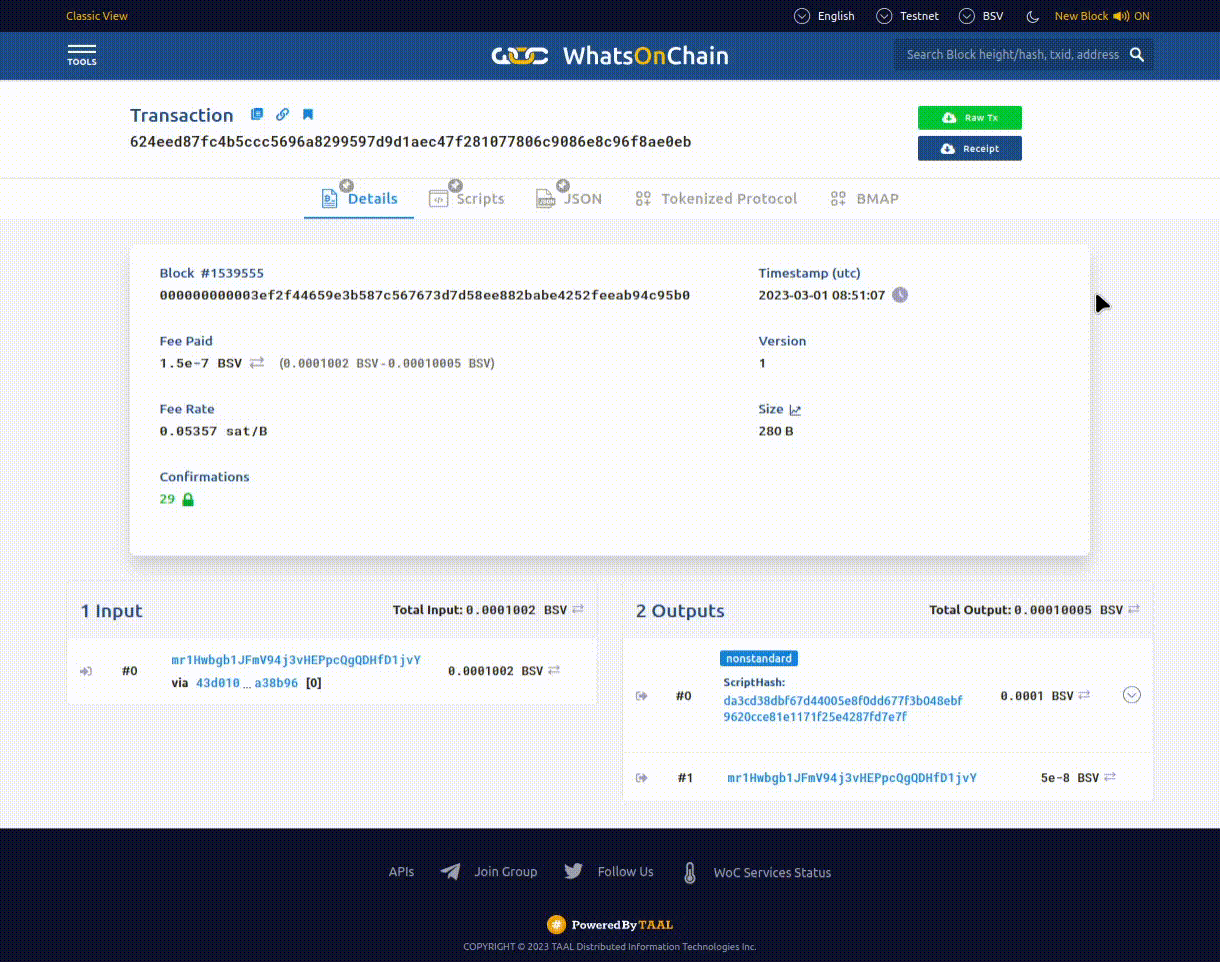 Classic View
English Testnet BSV New Block ON
TOOLS
WhatsOnChain
Search Block height/hash, txid, address
Transaction
624eed87fc4b5ccc5696a8299597d9d1aec47f281077806c9086e8c96f8ae0eb
Raw Tx
Receipt
Details Scripts JSON Tokenized Protocol BMAP
Block #1539555
000000000003ef2f44659e3b587c567673d7d58ee882babe4252feeab94c95b0
Timestamp (utc)
2023-03-01 08:51:07
Fee Paid
1.5e-7 BSV (0.0001002 BSV-0.00010005 BSV)
Version
1
Fee Rate
0.05357 sat/B
Size
280 B
Confirmations
29
1 Input
Total Input: 0.0001002 BSV
#0
mr1Hwbgb1JFmV94j3vHEPpcQgQDHfD1jvY
via 43d010 ... a38b96 [0]
0.0001002 BSV
2 Outputs
Total Output: 0.00010005 BSV
nonstandard
#0
ScriptHash:
da3cd38dbf67d44005e8f0dd677f3b048ebf
9620cce81e1171f25e4287fd7e7f
0.0001 BSV
#1 mr1Hwbgb1JFmV94j3vHEPpcQgQDHfD1jvY 5e-8 BSV
APIs Join Group Follow Us WoC Services Status
Powered By TAAL
COPYRIGHT © 2023 TAAL Distributed Information Technologies Inc.